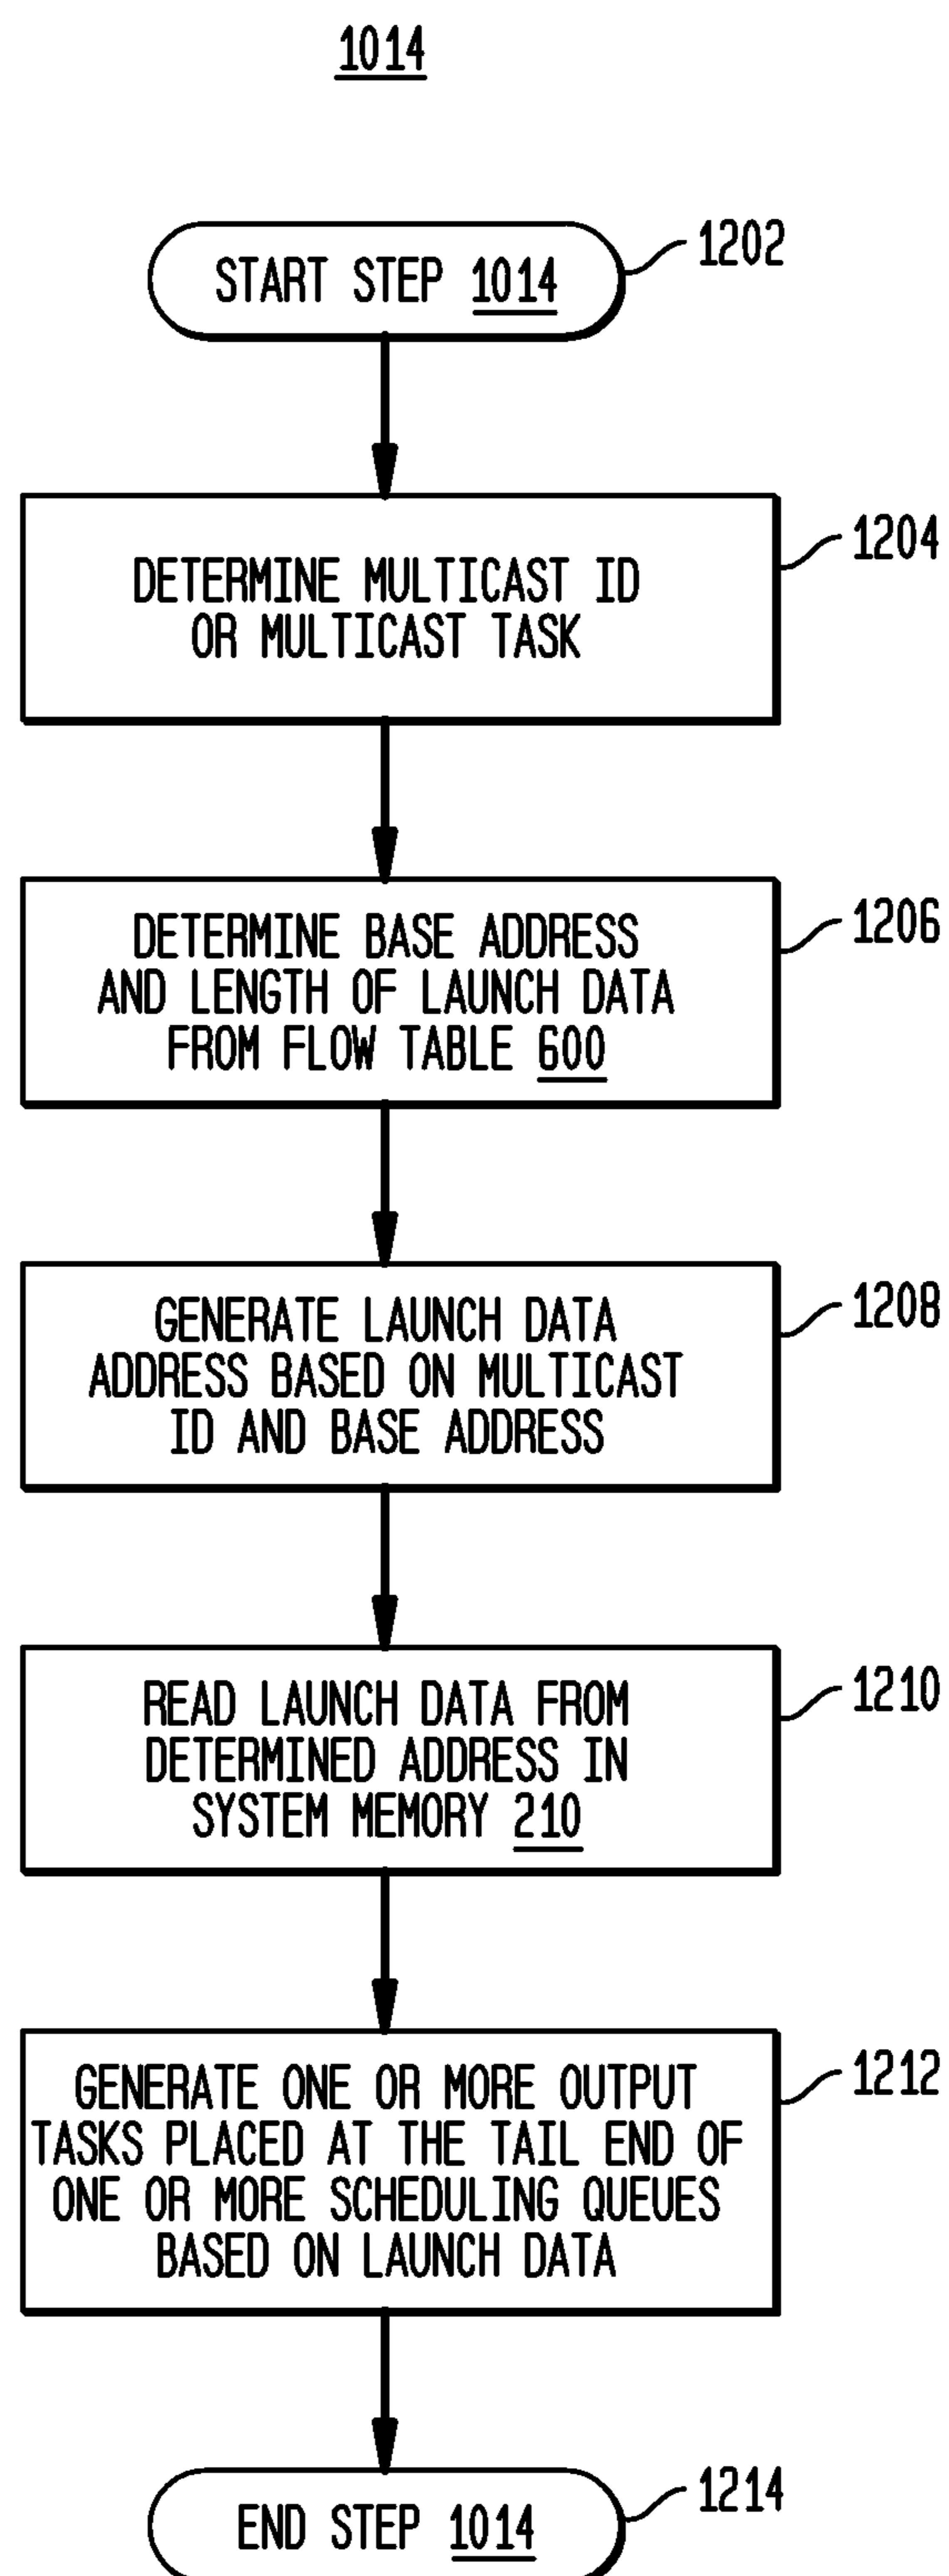 1014
START STEP 1014
1202
DETERMINE MULTICAST ID
OR MULTICAST TASK
1204
DETERMINE BASE ADDRESS
AND LENGTH OF LAUNCH DATA
FROM FLOW TABLE 600
1206
GENERATE LAUNCH DATA
ADDRESS BASED ON MULTICAST
ID AND BASE ADDRESS
1208
READ LAUNCH DATA FROM
DETERMINED ADDRESS IN
SYSTEM MEMORY 210
1210
GENERATE ONE OR MORE OUTPUT
TASKS PLACED AT THE TAIL END OF
ONE OR MORE SCHEDULING QUEUES
BASED ON LAUNCH DATA
1212
END STEP 1014
1214